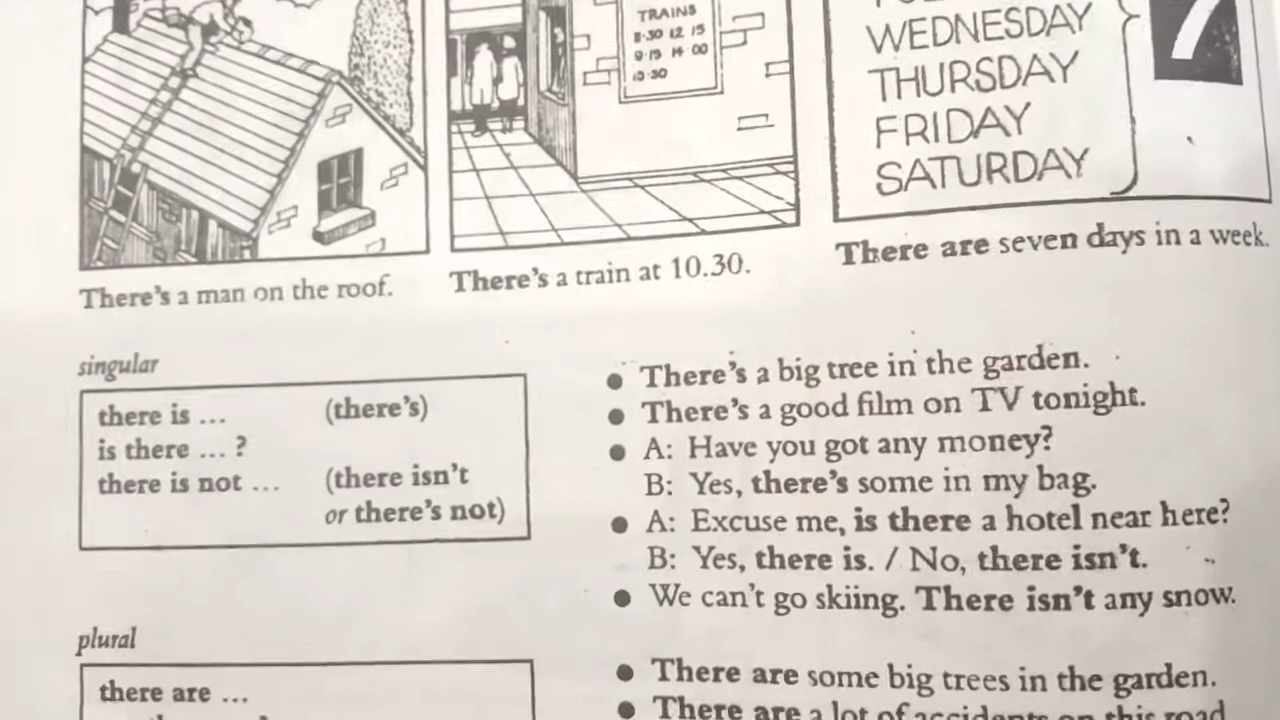 TRAINS
8·30 12 15
9·15 14 00
10·30
WEDNESDAY
THURSDAY
FRIDAY
SATURDAY
7
There's a man on the roof.
There's a train at 10.30.
There are seven days in a week.
singular
there is ... (there's)
is there ... ?
there is not ... (there isn't
or there's not)
● There's a big tree in the garden.
● There's a good film on TV tonight.
● A: Have you got any money?
B: Yes, there's some in my bag.
● A: Excuse me, is there a hotel near here?
B: Yes, there is. / No, there isn't.
● We can't go skiing. There isn't any snow.
plural
there are ...
● There are some big trees in the garden.
● There are a lot of accidents on this road.